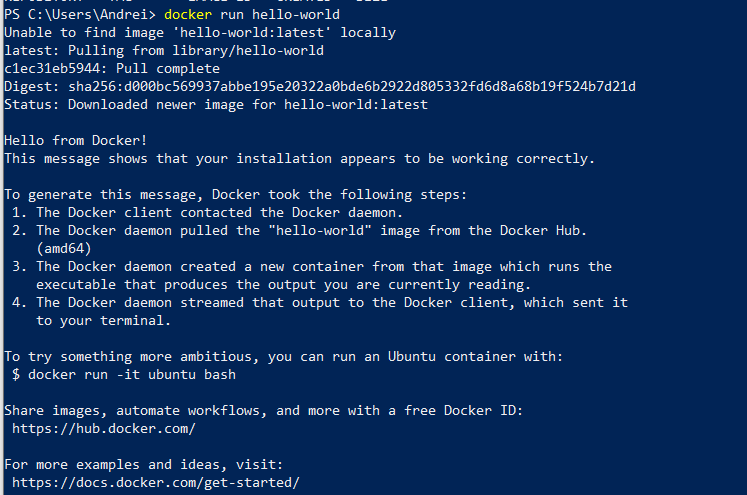 PS C:\Users\Andrei> docker run hello-world
Unable to find image 'hello-world:latest' locally
latest: Pulling from library/hello-world
c1ec31eb5944: Pull complete
Digest: sha256:d000bc569937abbe195e20322a0bde6b2922d805332fd6d8a68b19f524b7d21d
Status: Downloaded newer image for hello-world:latest

Hello from Docker!
This message shows that your installation appears to be working correctly.

To generate this message, Docker took the following steps:
 1. The Docker client contacted the Docker daemon.
 2. The Docker daemon pulled the "hello-world" image from the Docker Hub.
    (amd64)
 3. The Docker daemon created a new container from that image which runs the
    executable that produces the output you are currently reading.
 4. The Docker daemon streamed that output to the Docker client, which sent it
    to your terminal.

To try something more ambitious, you can run an Ubuntu container with:
 $ docker run -it ubuntu bash

Share images, automate workflows, and more with a free Docker ID:
 https://hub.docker.com/

For more examples and ideas, visit:
 https://docs.docker.com/get-started/